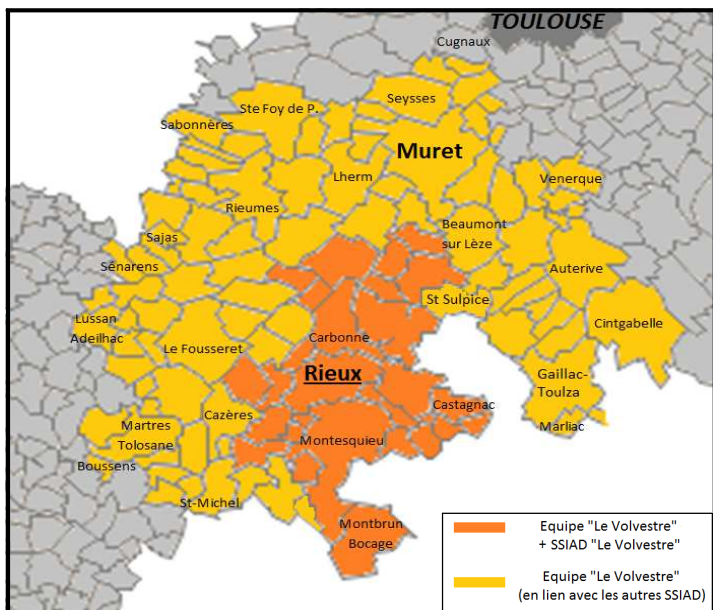 TOULOUSE
Cugnaux
Seysses
Ste Foy de P.
Sabonnères
Muret
Lherm
Venerque
Rieumes
Beaumont
sur Lèze
Sajas
Sénarens
Auterive
St Sulpice
Lussan
Adeilhac
Cintgabelle
Carbonne
Le Fousseret
Rieux
Gaillac-
Toulza
Castagnac
Cazères
Martres
Tolosane
Marliac
Montesquieu
Boussens
St-Michel
Montbrun
Bocage
Equipe "Le Volvestre"
+ SSIAD "Le Volvestre"
Equipe "Le Volvestre"
(en lien avec les autres SSIAD)